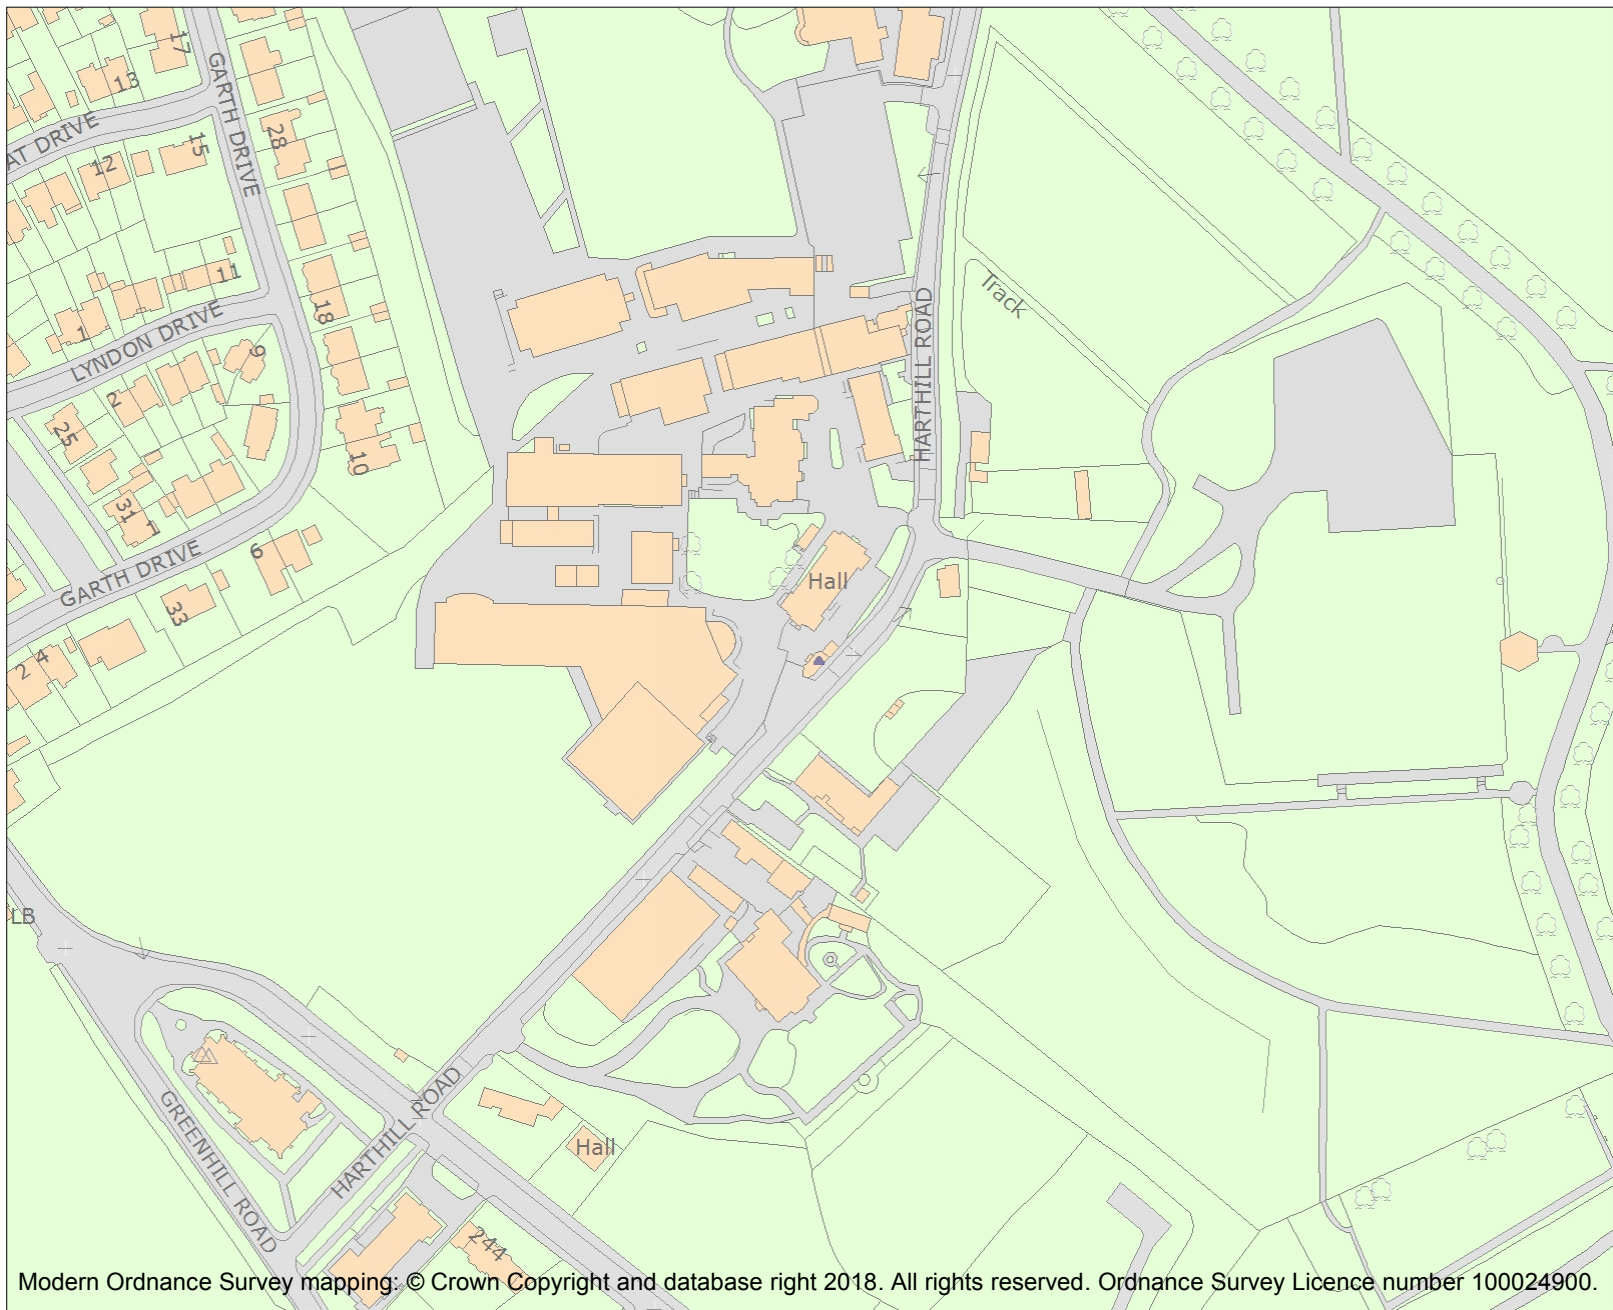 17
GARTH DRIVE
13
28
AT DRIVE
15
12
11
18
Track
1
LYNDON DRIVE
HARTHILL ROAD
9
2
25
10
31
1
6
GARTH DRIVE
Hall
33
2
4
LB
HARTHILL ROAD
GREENHILL ROAD
Hall
244
Modern Ordnance Survey mapping: © Crown Copyright and database right 2018. All rights reserved. Ordnance Survey Licence number 100024900.